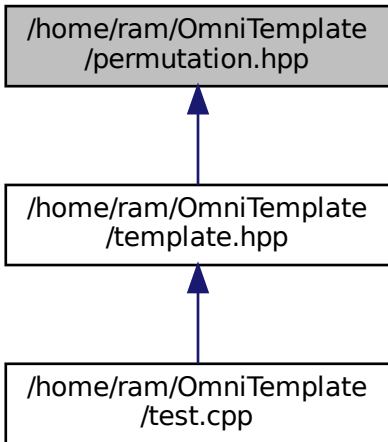 /home/ram/OmniTemplate
/permutation.hpp
/home/ram/OmniTemplate
/template.hpp
/home/ram/OmniTemplate
/test.cpp